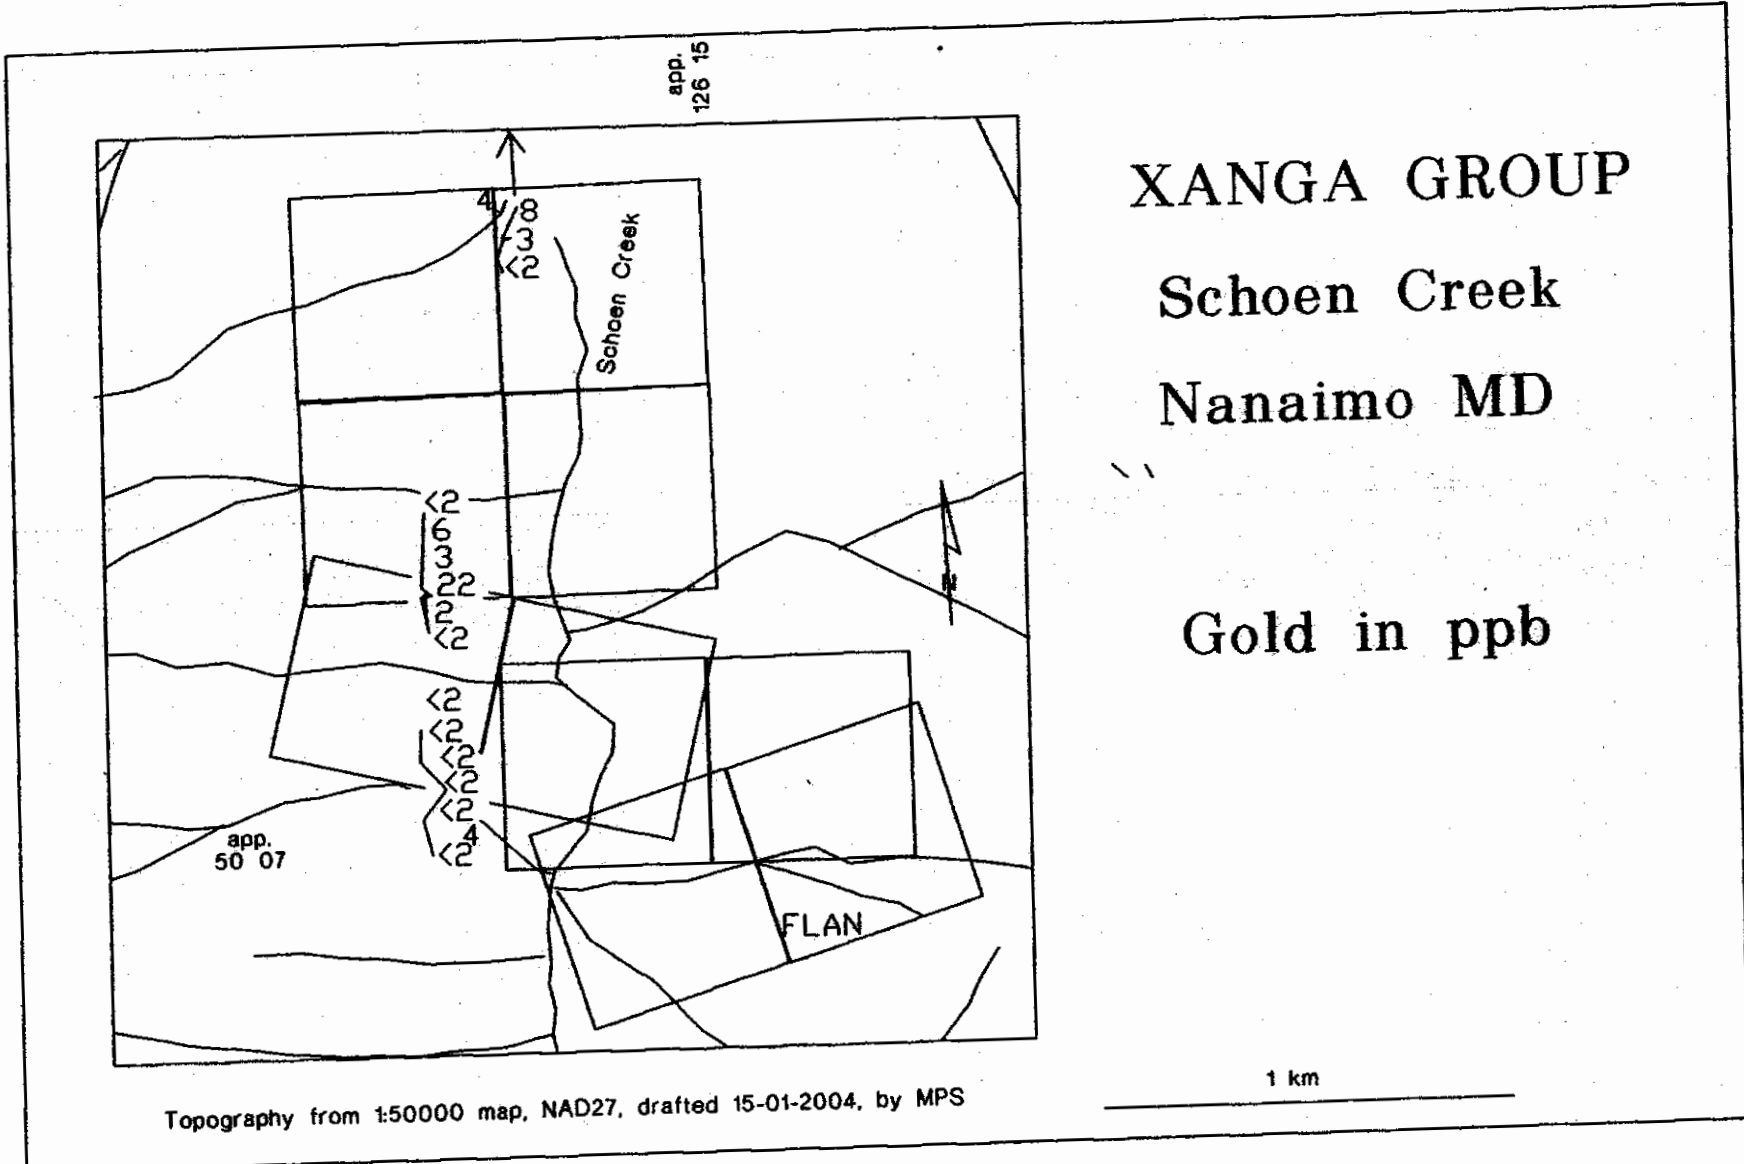 app.
126 15
XANGA GROUP
Schoen Creek
Nanaimo MD
Gold in ppb
4
8
3
<2
Schoen Creek
<2
6
3
22
2
<2
<2
<2
<2
<2
<2
4
<2
app.
50 07
N
FLAN
1 km
Topography from 1:50000 map, NAD27, drafted 15-01-2004, by MPS